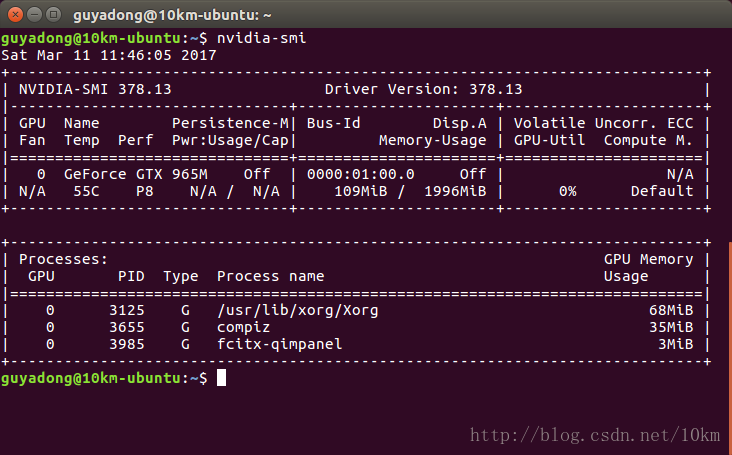 guyadong@10km-ubuntu: ~
guyadong@10km-ubuntu:~$ nvidia-smi
Sat Mar 11 11:46:05 2017
+-----------------------------------------------------------------------------+
| NVIDIA-SMI 378.13                 Driver Version: 378.13                    |
|-------------------------------+----------------------+----------------------+
| GPU  Name        Persistence-M| Bus-Id        Disp.A | Volatile Uncorr. ECC |
| Fan  Temp  Perf  Pwr:Usage/Cap|         Memory-Usage | GPU-Util  Compute M. |
|===============================+======================+======================|
|   0  GeForce GTX 965M    Off  | 0000:01:00.0     Off |                  N/A |
| N/A   55C    P8    N/A /  N/A |    109MiB /  1996MiB |      0%      Default |
+-------------------------------+----------------------+----------------------+
+-----------------------------------------------------------------------------+
| Processes:                                                       GPU Memory |
|  GPU       PID  Type  Process name                               Usage      |
|=============================================================================|
|    0      3125    G   /usr/lib/xorg/Xorg                              68MiB |
|    0      3655    G   compiz                                          35MiB |
|    0      3985    G   fcitx-qimpanel                                   3MiB |
+-----------------------------------------------------------------------------+
guyadong@10km-ubuntu:~$
http://blog.csdn.net/10km